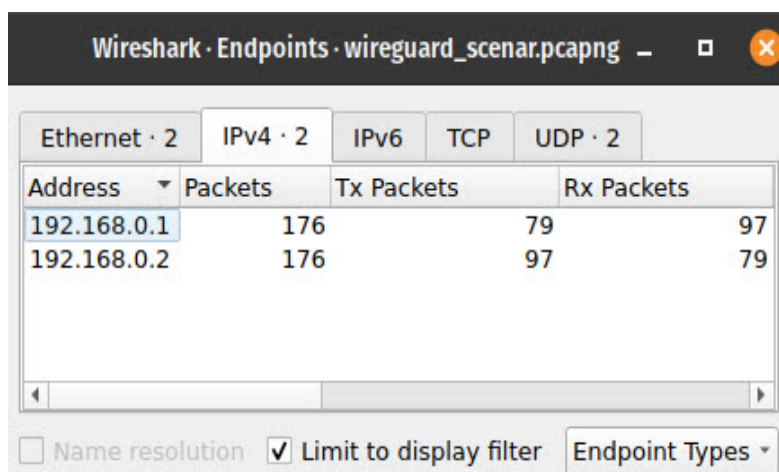 Wireshark · Endpoints · wireguard_scenar.pcapng
Ethernet · 2 IPv4 · 2 IPv6 TCP UDP · 2
Address Packets Tx Packets Rx Packets
192.168.0.1 176 79 97
192.168.0.2 176 97 79
Name resolution Limit to display filter Endpoint Types